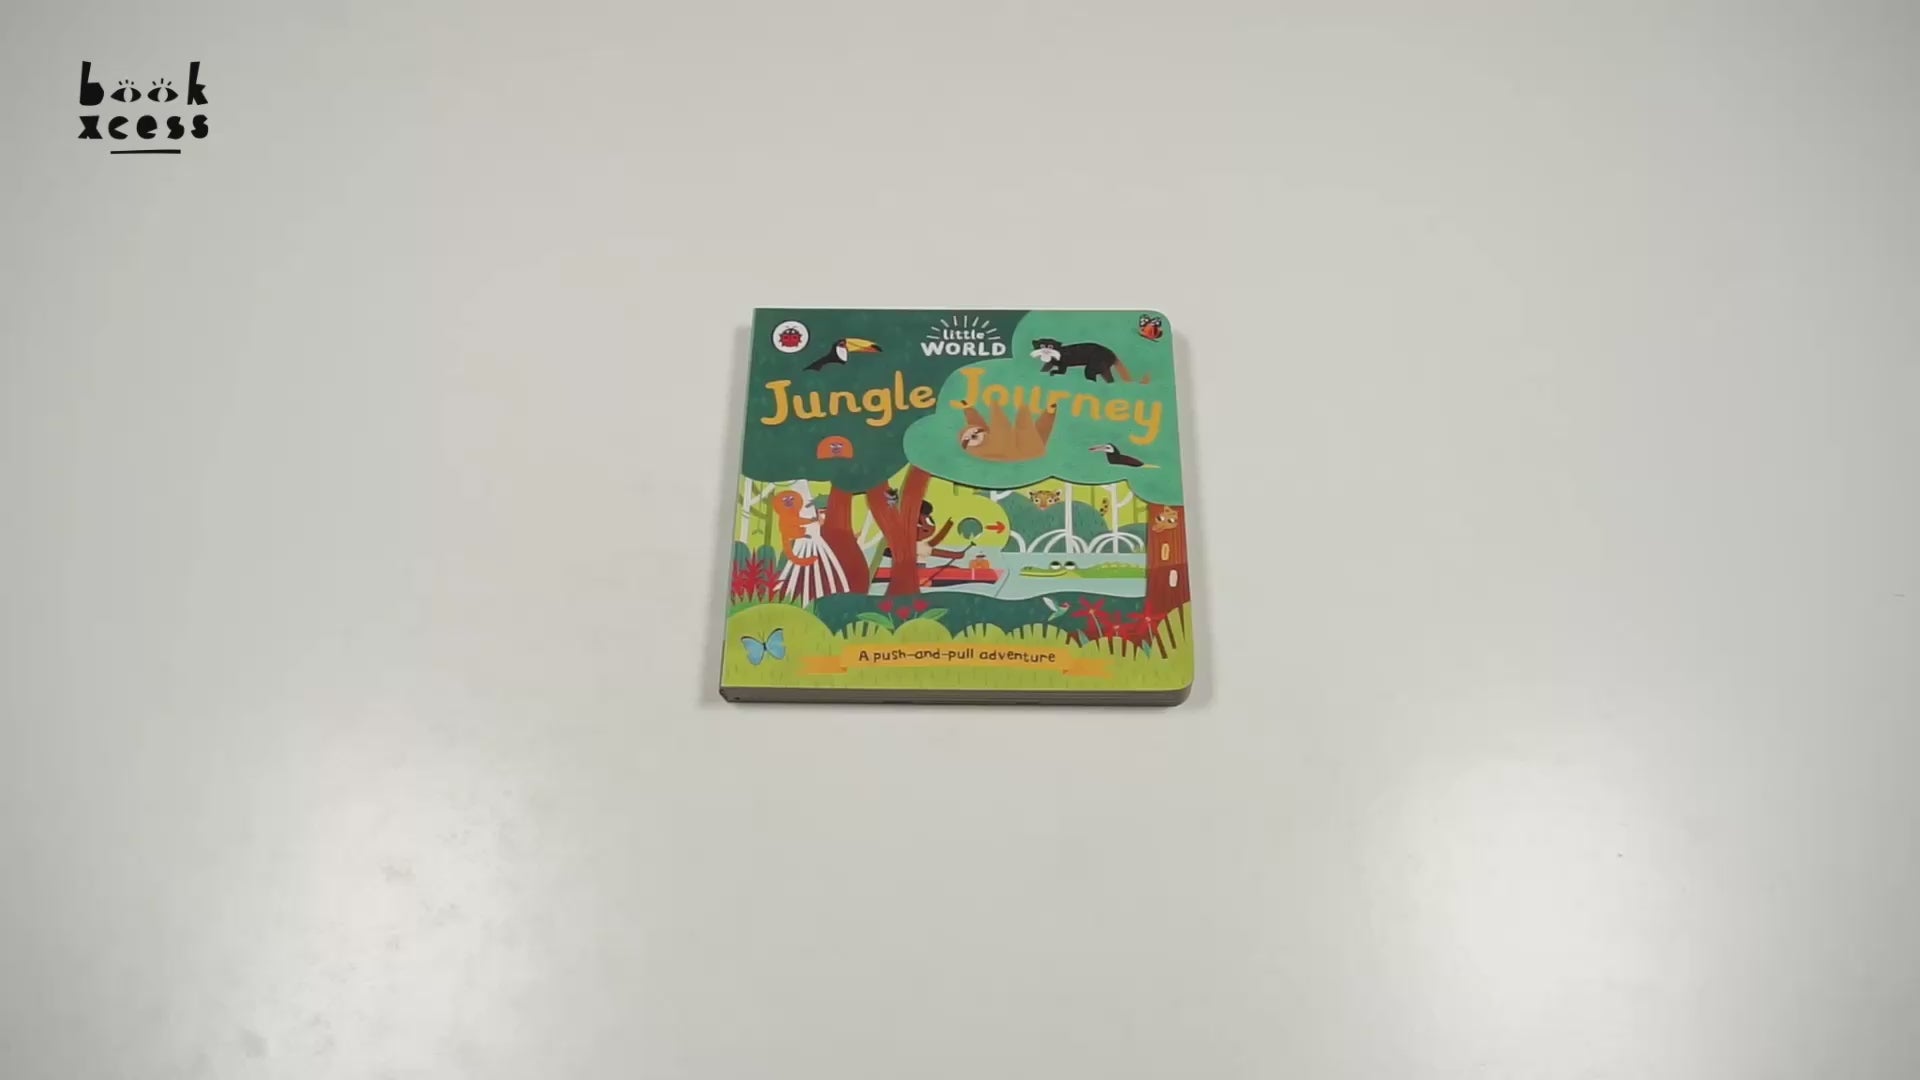 book
xcess
little
WORLD
Jungle Journey
A push-and-pull adventure